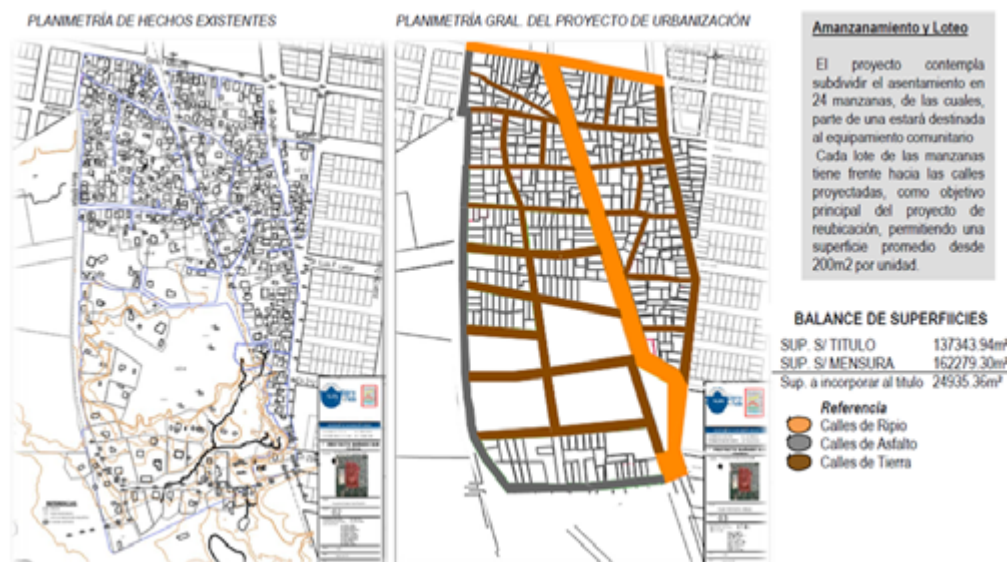 PLANIMETRÍA DE HECHOS EXISTENTES
PLANIMETRÍA GRAL. DEL PROYECTO DE URBANIZACIÓN
Amanzanamiento y Loteo
El proyecto contempla
subdividir el asentamiento en
24 manzanas, de las cuales,
parte de una estará destinada
al equipamiento comunitario
Cada lote de las manzanas
tiene frente hacia las calles
proyectadas, como objetivo
principal del proyecto de
reubicación, permitiendo una
superficie promedio desde
200m2 por unidad.
BALANCE DE SUPERFIICIES
SUP. S/ TITULO 137343.94m²
SUP. S/ MENSURA 162279.30m²
Sup. a incorporar al titulo 24935.36m²
Referencia
Calles de Ripio
Calles de Asfalto
Calles de Tierra